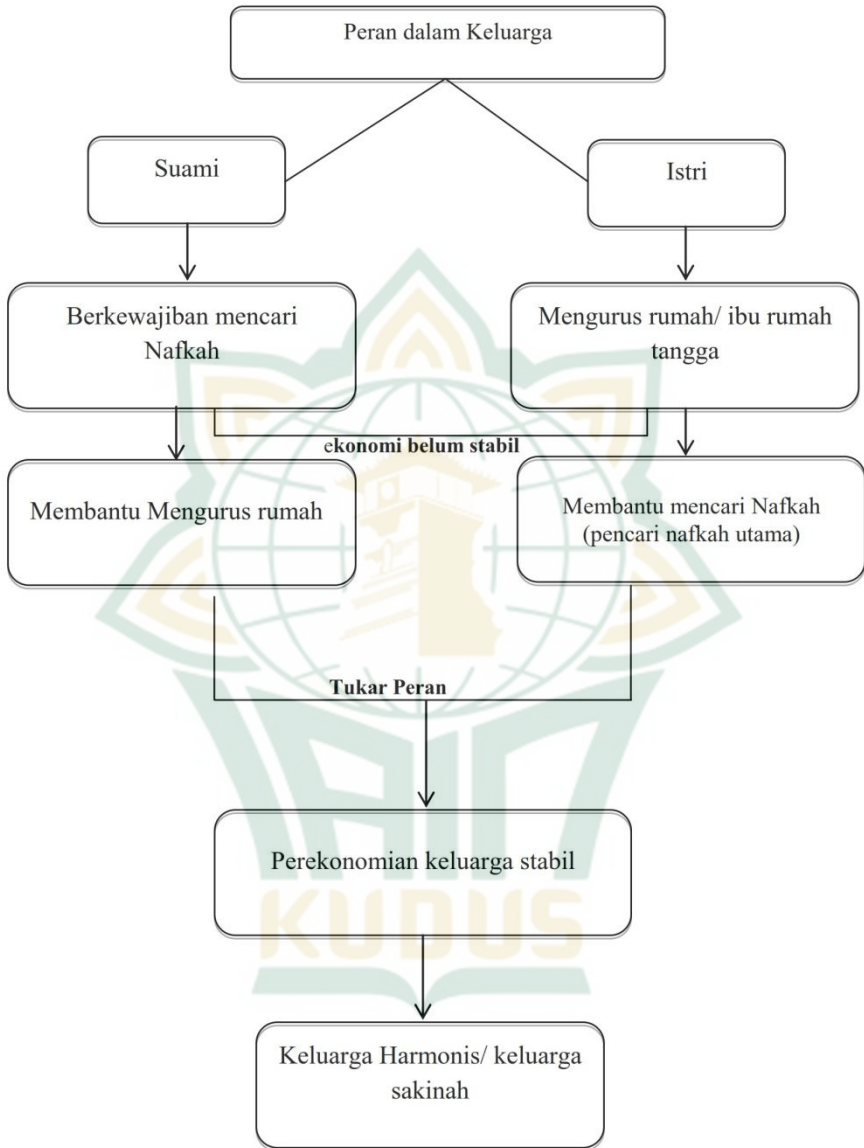 Peran dalam Keluarga
Suami
Istri
Berkewajiban mencari
Nafkah
Mengurus rumah/ ibu rumah
tangga
ekonomi belum stabil
Membantu Mengurus rumah
Membantu mencari Nafkah
(pencari nafkah utama)
Tukar Peran
Perekonomian keluarga stabil
Keluarga Harmonis/ keluarga
sakinah
IAIN
KUDUS